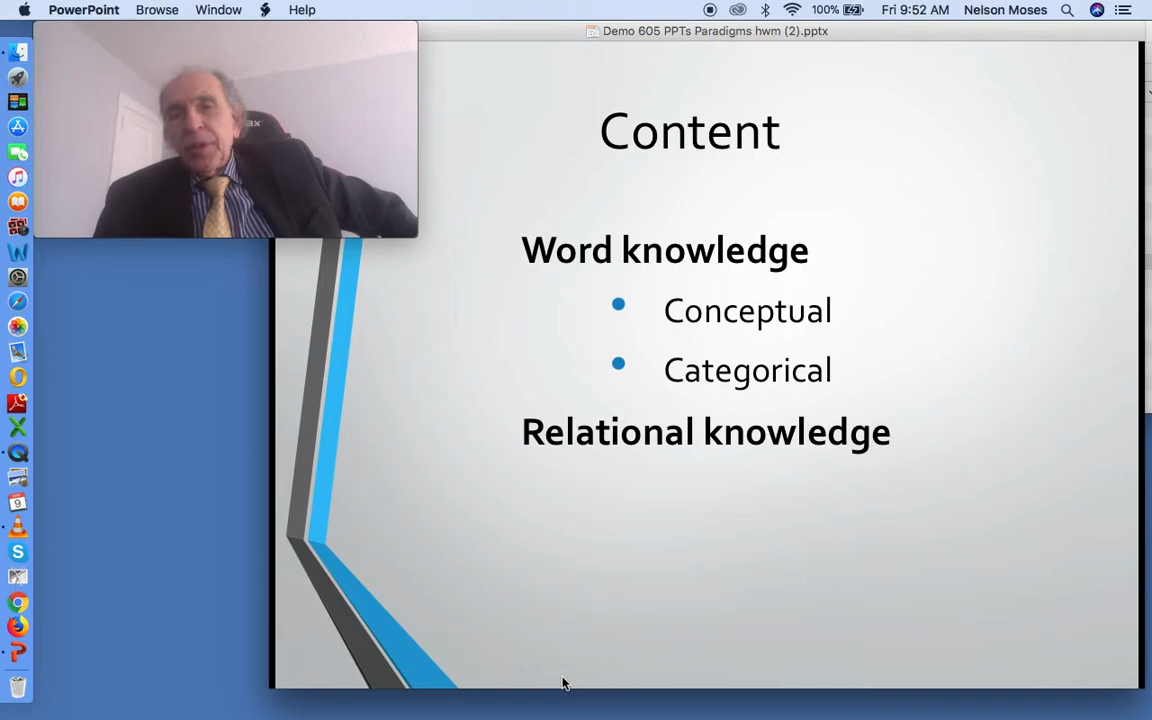 PowerPoint Browse Window Help 100% Fri 9:52 AM Nelson Moses
Demo 605 PPTs Paradigms hwm (2).pptx
Content
Word knowledge
Conceptual
Categorical
Relational knowledge
9